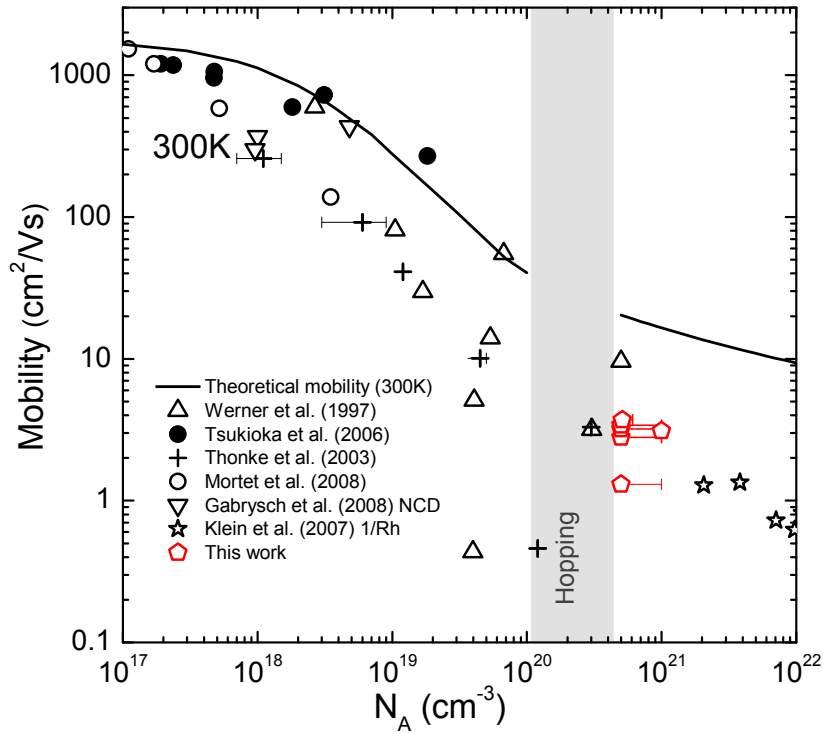 1000
100
10
1
0.1
Mobility (cm²/Vs)
300K
Theoretical mobility (300K)
Werner et al. (1997)
Tsukioka et al. (2006)
Thonke et al. (2003)
Mortet et al. (2008)
Gabrysch et al. (2008) NCD
Klein et al. (2007) 1/Rh
This work
Hopping
10¹⁷ 10¹⁸ 10¹⁹ 10²⁰ 10²¹ 10²²
N_A (cm⁻³)